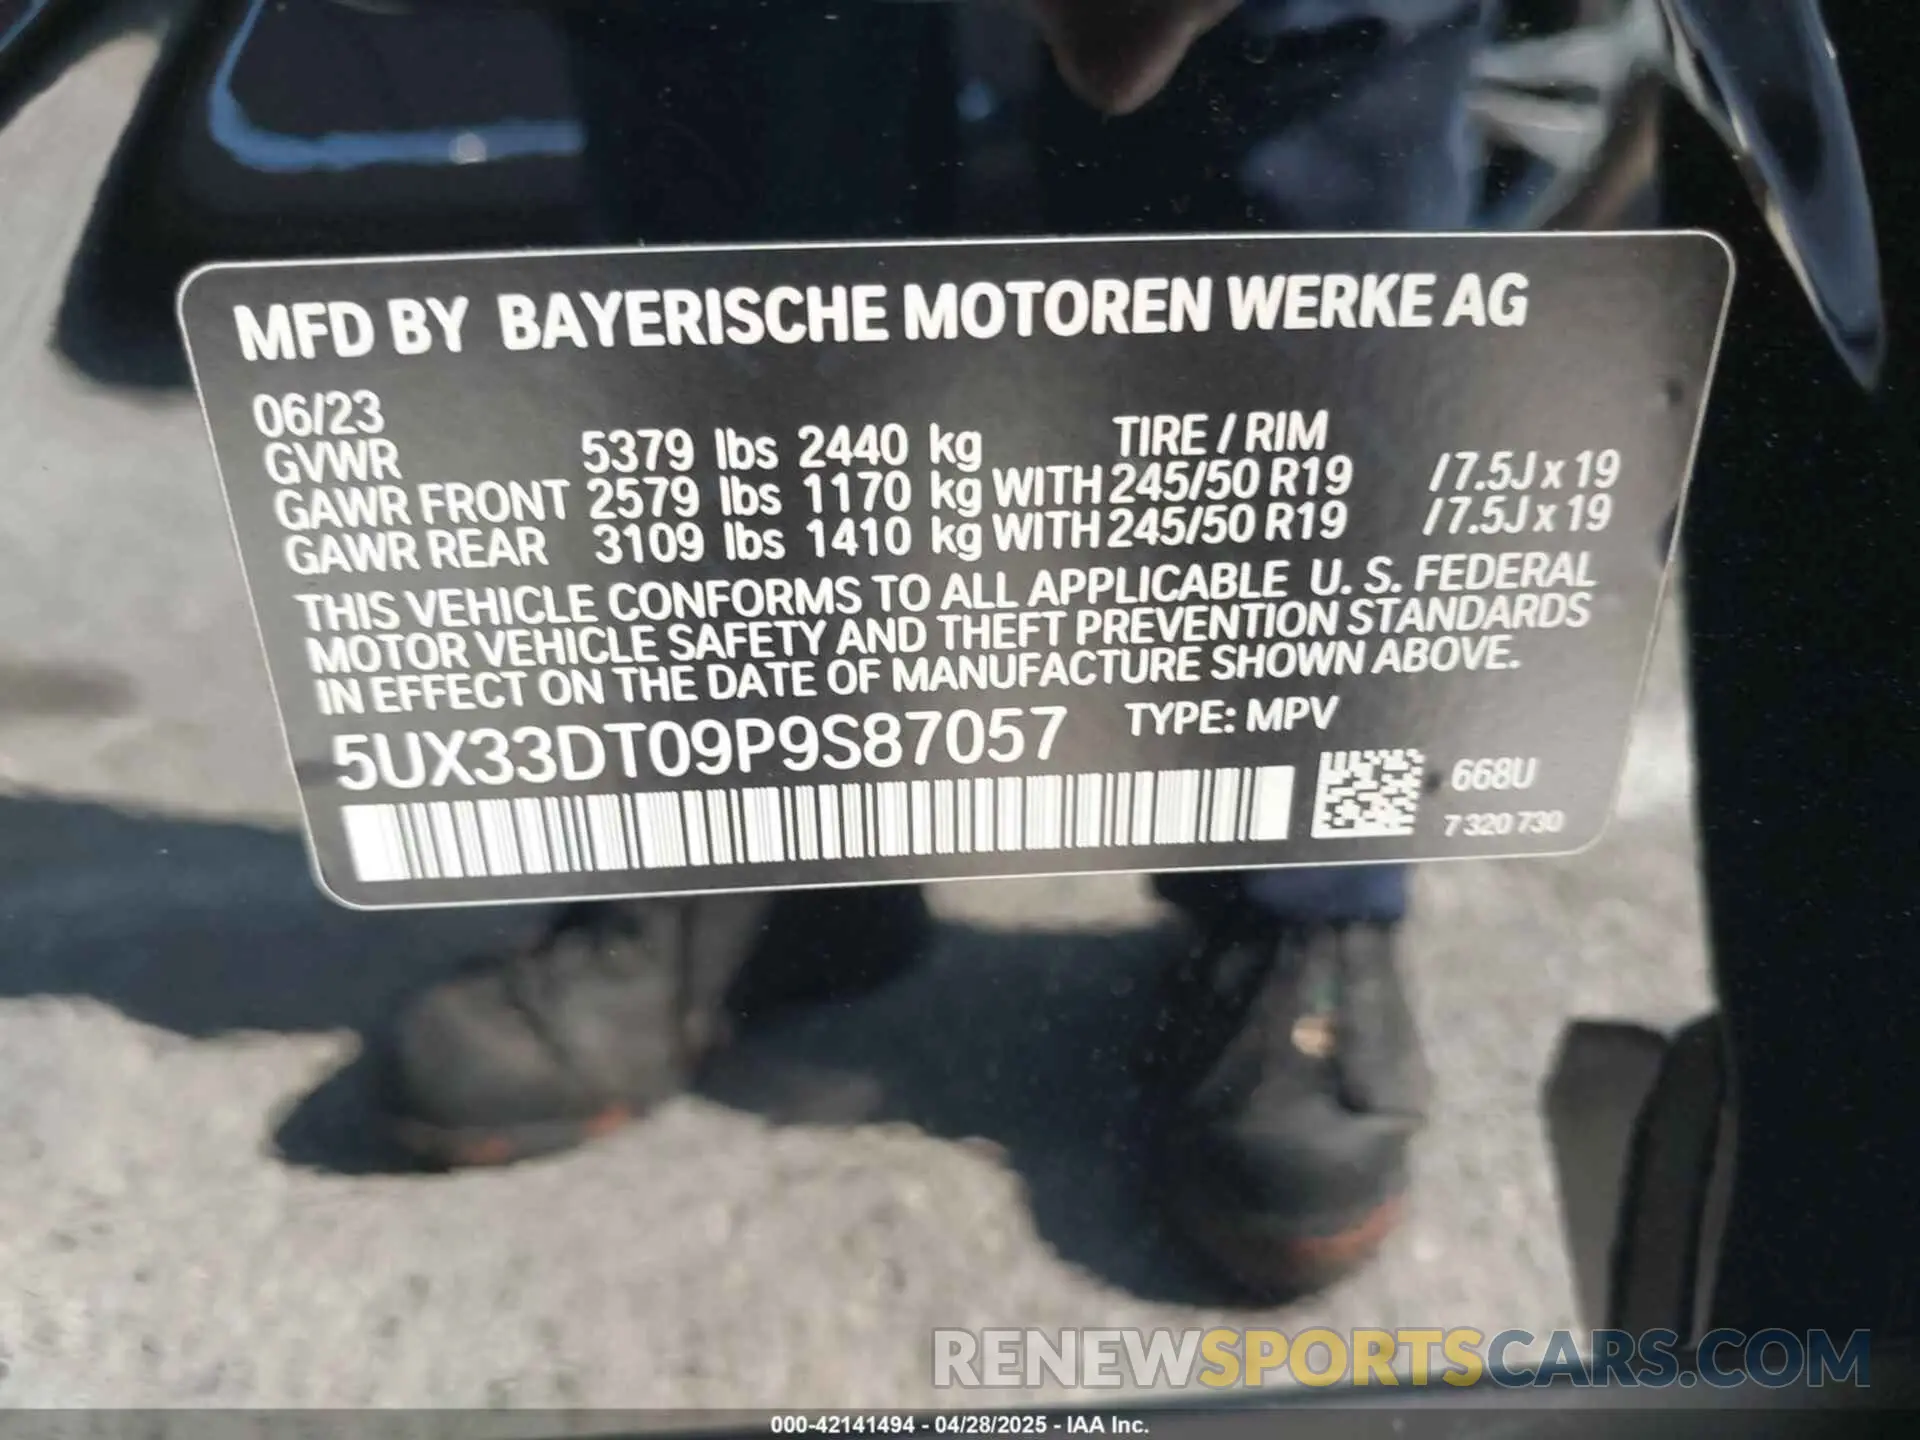 MFD BY BAYERISCHE MOTOREN WERKE AG
06/23
GVWR 5379 lbs 2440 kg TIRE / RIM
GAWR FRONT 2579 lbs 1170 kg WITH 245/50 R19 /7.5J x 19
GAWR REAR 3109 lbs 1410 kg WITH 245/50 R19 /7.5J x 19
THIS VEHICLE CONFORMS TO ALL APPLICABLE U. S. FEDERAL
MOTOR VEHICLE SAFETY AND THEFT PREVENTION STANDARDS
IN EFFECT ON THE DATE OF MANUFACTURE SHOWN ABOVE.
5UX33DT09P9S87057 TYPE: MPV
668U
7 320 730
RENEWSPORTSCARS.COM
000-42141494 - 04/28/2025 - IAA Inc.